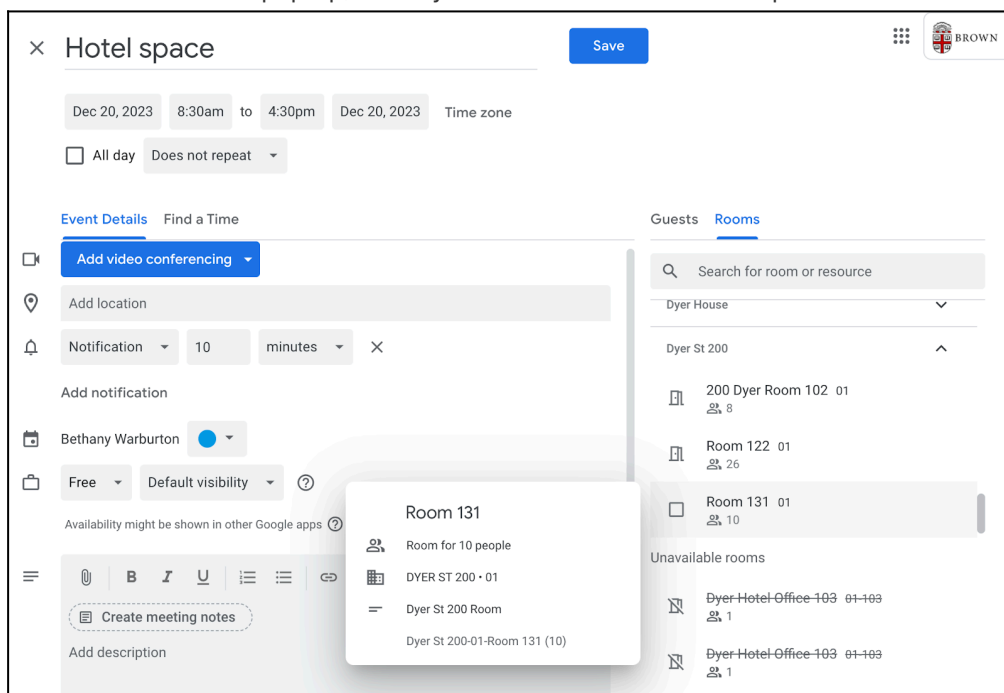 Hotel space
Save
BROWN
Dec 20, 2023 8:30am to 4:30pm Dec 20, 2023 Time zone
All day Does not repeat
Event Details Find a Time
Guests Rooms
Add video conferencing
Search for room or resource
Add location
Dyer House
Notification 10 minutes
Dyer St 200
Add notification
200 Dyer Room 102 01
8
Bethany Warburton
Room 122 01
26
Free Default visibility
Room 131 01
10
Availability might be shown in other Google apps
Room 131
Room for 10 people
DYER ST 200 • 01
Dyer St 200 Room
Dyer St 200-01-Room 131 (10)
Unavailable rooms
B I U
Dyer Hotel Office 103 01-103
1
Create meeting notes
Add description
Dyer Hotel Office 103 01-103
1